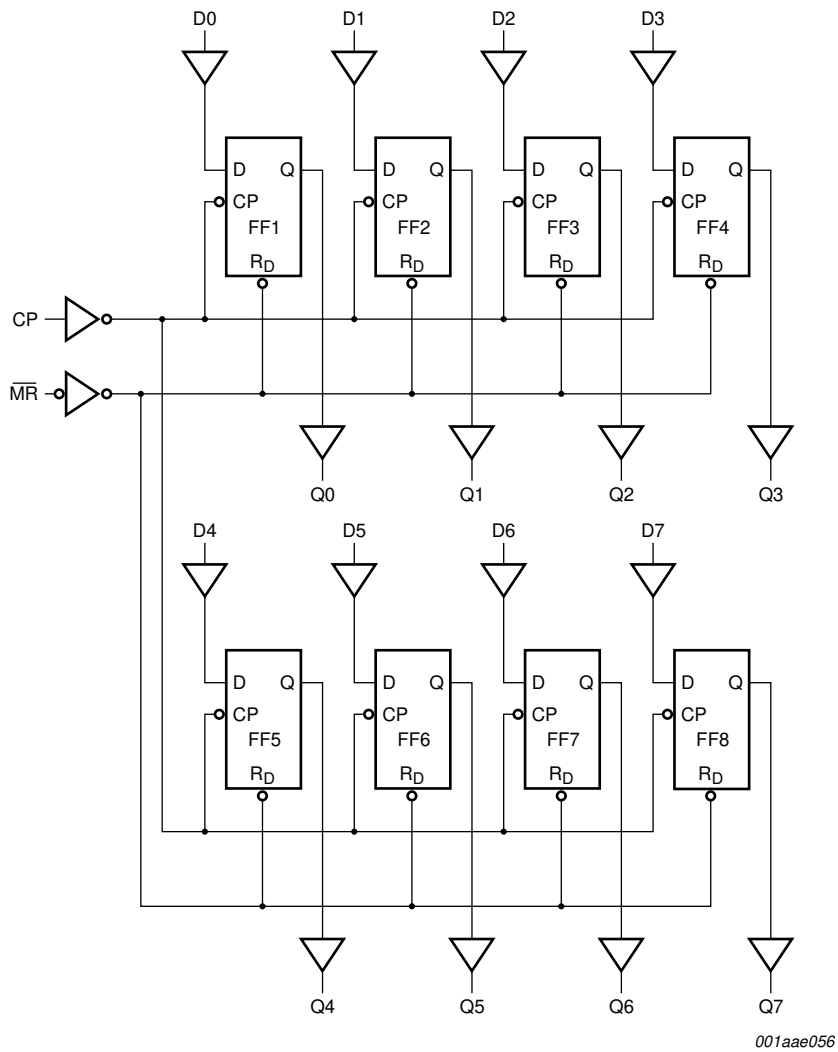 D0 D1 D2 D3
D Q D Q D Q D Q
CP CP CP CP
FF1 FF2 FF3 FF4
RD RD RD RD
CP
M̅R̅
Q0 Q1 Q2 Q3
D4 D5 D6 D7
D Q D Q D Q D Q
CP CP CP CP
FF5 FF6 FF7 FF8
RD RD RD RD
Q4 Q5 Q6 Q7
001aae056